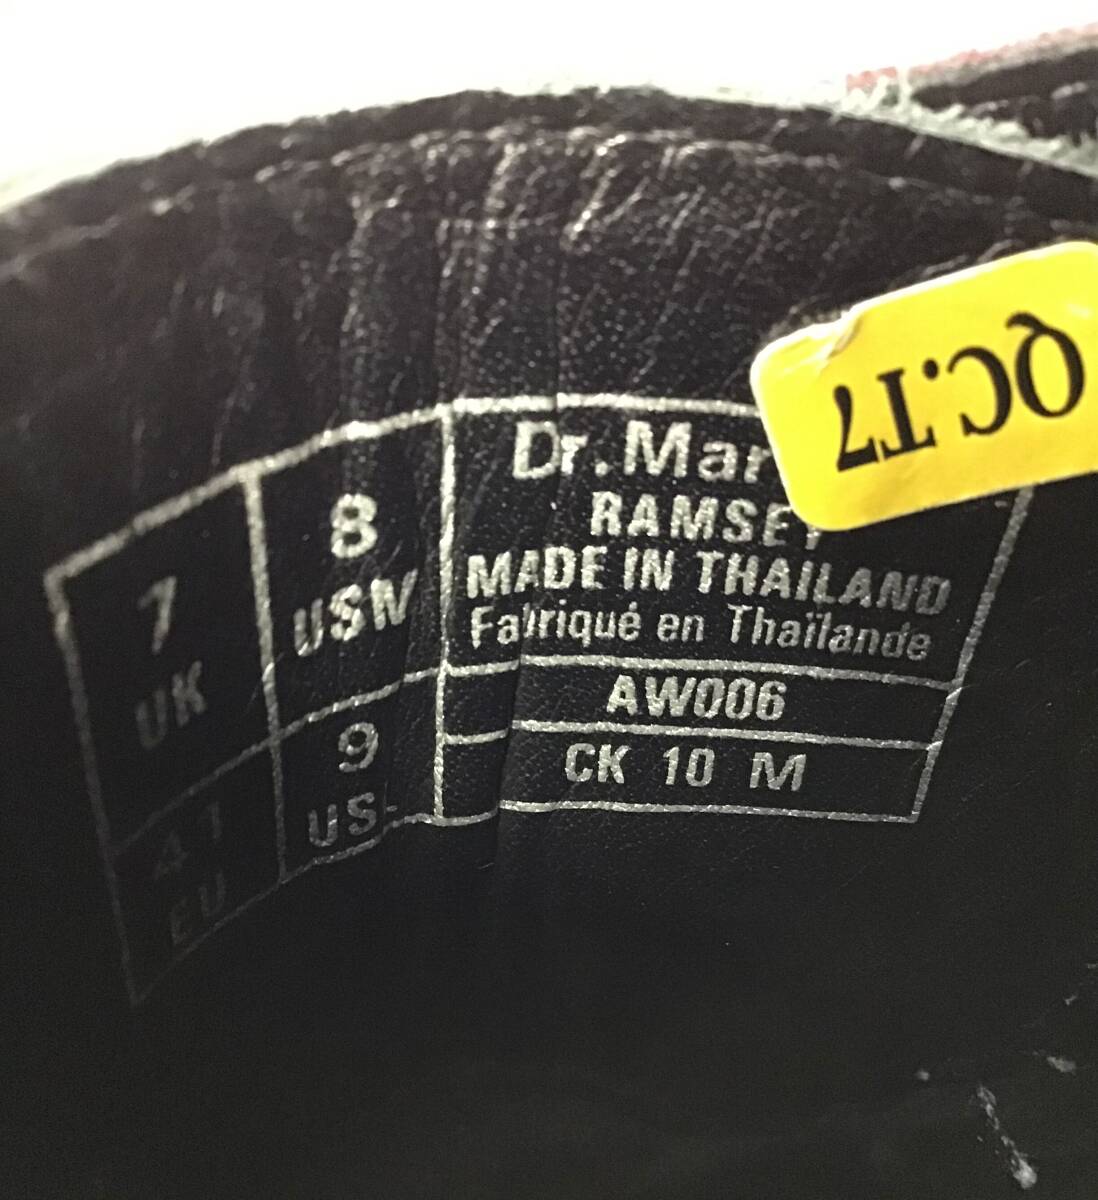 7
UK
41
EU
8
USM
9
USL
Dr. Mar
RAMSEY
MADE IN THAILAND
Fabriqué en Thaïlande
AW006
CK 10 M
QC.T7